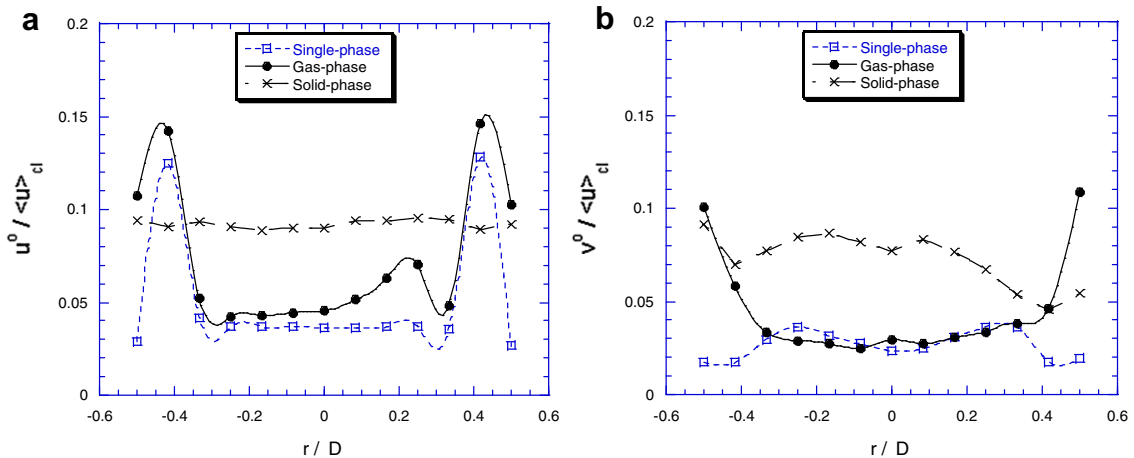 a
0.2
0.15
0.1
0.05
0
u⁰ / <u>cl
Single-phase
Gas-phase
Solid-phase
-0.6
-0.4
-0.2
0
0.2
0.4
0.6
r / D
b
0.2
0.15
0.1
0.05
0
v⁰ / <u>cl
Single-phase
Gas-phase
Solid-phase
-0.6
-0.4
-0.2
0
0.2
0.4
0.6
r / D